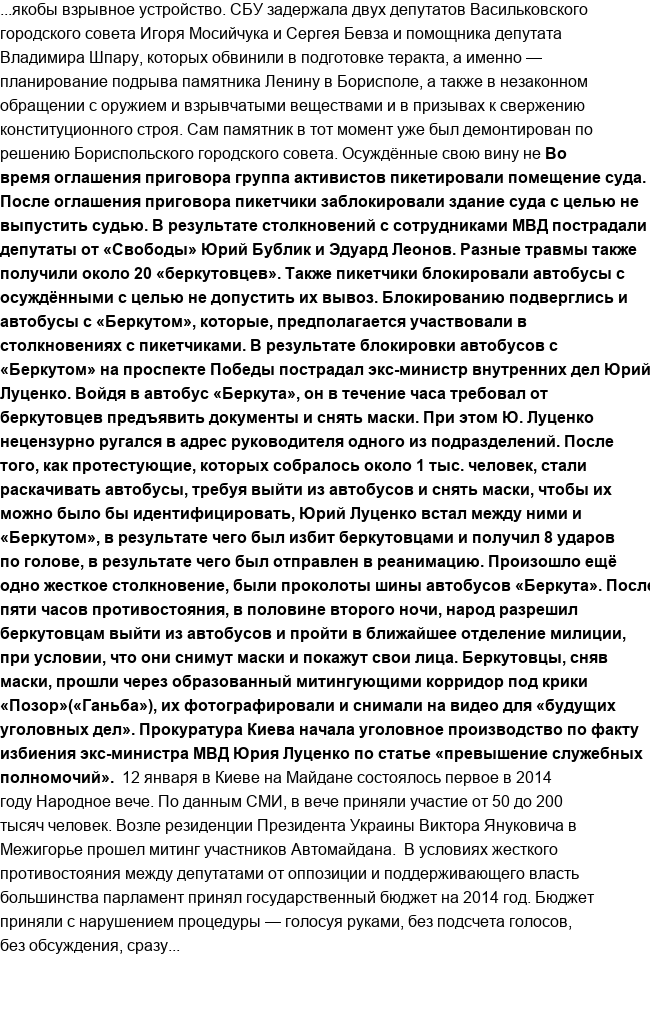 ...якобы взрывное устройство. СБУ задержала двух депутатов Васильковского
городского совета Игоря Мосийчука и Сергея Бевза и помощника депутата
Владимира Шпару, которых обвинили в подготовке теракта, а именно —
планирование подрыва памятника Ленину в Борисполе, а также в незаконном
обращении с оружием и взрывчатыми веществами и в призывах к свержению
конституционного строя. Сам памятник в тот момент уже был демонтирован по
решению Бориспольского городского совета. Осуждённые свою вину не Во
время оглашения приговора группа активистов пикетировали помещение суда.
После оглашения приговора пикетчики заблокировали здание суда с целью не
выпустить судью. В результате столкновений с сотрудниками МВД пострадали
депутаты от «Свободы» Юрий Бублик и Эдуард Леонов. Разные травмы также
получили около 20 «беркутовцев». Также пикетчики блокировали автобусы с
осуждёнными с целью не допустить их вывоз. Блокированию подверглись и
автобусы с «Беркутом», которые, предполагается участвовали в
столкновениях с пикетчиками. В результате блокировки автобусов с
«Беркутом» на проспекте Победы пострадал экс-министр внутренних дел Юрий
Луценко. Войдя в автобус «Беркута», он в течение часа требовал от
беркутовцев предъявить документы и снять маски. При этом Ю. Луценко
нецензурно ругался в адрес руководителя одного из подразделений. После
того, как протестующие, которых собралось около 1 тыс. человек, стали
раскачивать автобусы, требуя выйти из автобусов и снять маски, чтобы их
можно было бы идентифицировать, Юрий Луценко встал между ними и
«Беркутом», в результате чего был избит беркутовцами и получил 8 ударов
по голове, в результате чего был отправлен в реанимацию. Произошло ещё
одно жесткое столкновение, были проколоты шины автобусов «Беркута». После
пяти часов противостояния, в половине второго ночи, народ разрешил
беркутовцам выйти из автобусов и пройти в ближайшее отделение милиции,
при условии, что они снимут маски и покажут свои лица. Беркутовцы, сняв
маски, прошли через образованный митингующими корридор под крики
«Позор»(«Ганьба»), их фотографировали и снимали на видео для «будущих
уголовных дел». Прокуратура Киева начала уголовное производство по факту
избиения экс-министра МВД Юрия Луценко по статье «превышение служебных
полномочий».  12 января в Киеве на Майдане состоялось первое в 2014
году Народное вече. По данным СМИ, в вече приняли участие от 50 до 200
тысяч человек. Возле резиденции Президента Украины Виктора Януковича в
Межигорье прошел митинг участников Автомайдана.  В условиях жесткого
противостояния между депутатами от оппозиции и поддерживающего власть
большинства парламент принял государственный бюджет на 2014 год. Бюджет
приняли с нарушением процедуры — голосуя руками, без подсчета голосов,
без обсуждения, сразу...